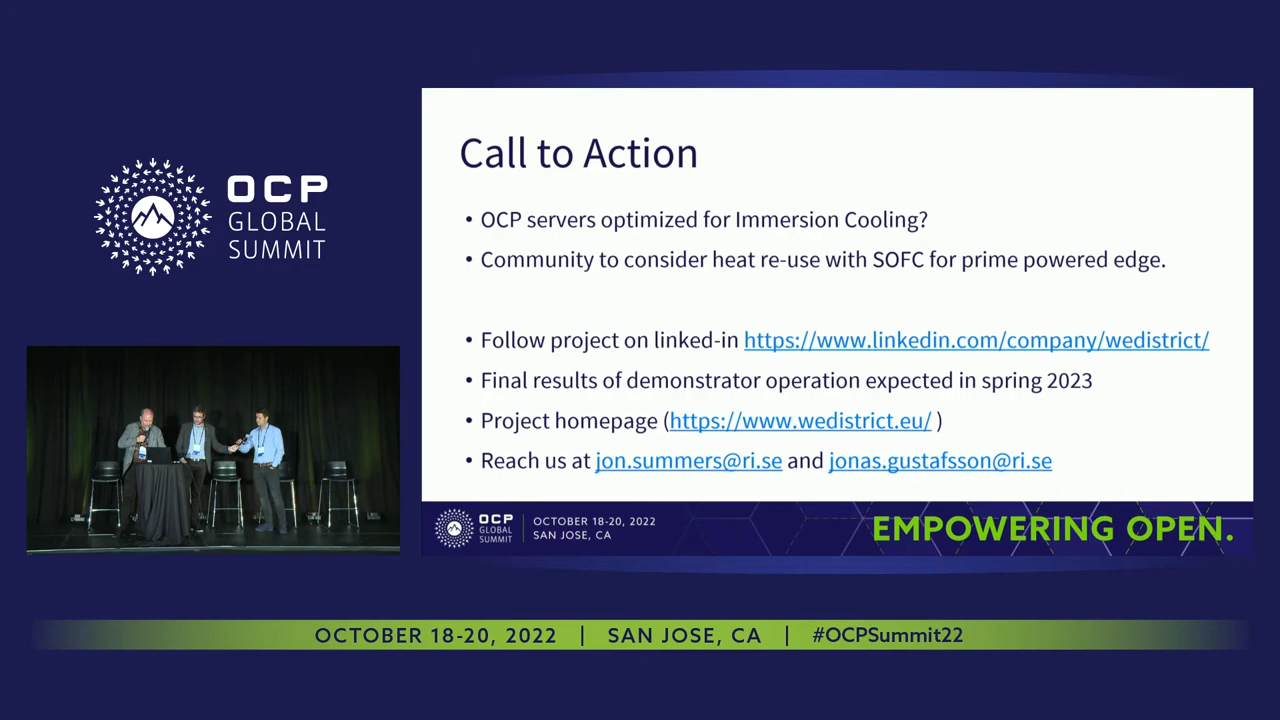 OCP
GLOBAL
SUMMIT
Call to Action
• OCP servers optimized for Immersion Cooling?
• Community to consider heat re-use with SOFC for prime powered edge.
• Follow project on linked-in https://www.linkedin.com/company/wedistrict/
• Final results of demonstrator operation expected in spring 2023
• Project homepage (https://www.wedistrict.eu/ )
• Reach us at jon.summers@ri.se and jonas.gustafsson@ri.se
OCP
GLOBAL
SUMMIT
OCTOBER 18-20, 2022
SAN JOSE, CA
EMPOWERING OPEN.
OCTOBER 18-20, 2022 | SAN JOSE, CA | #OCPSummit22